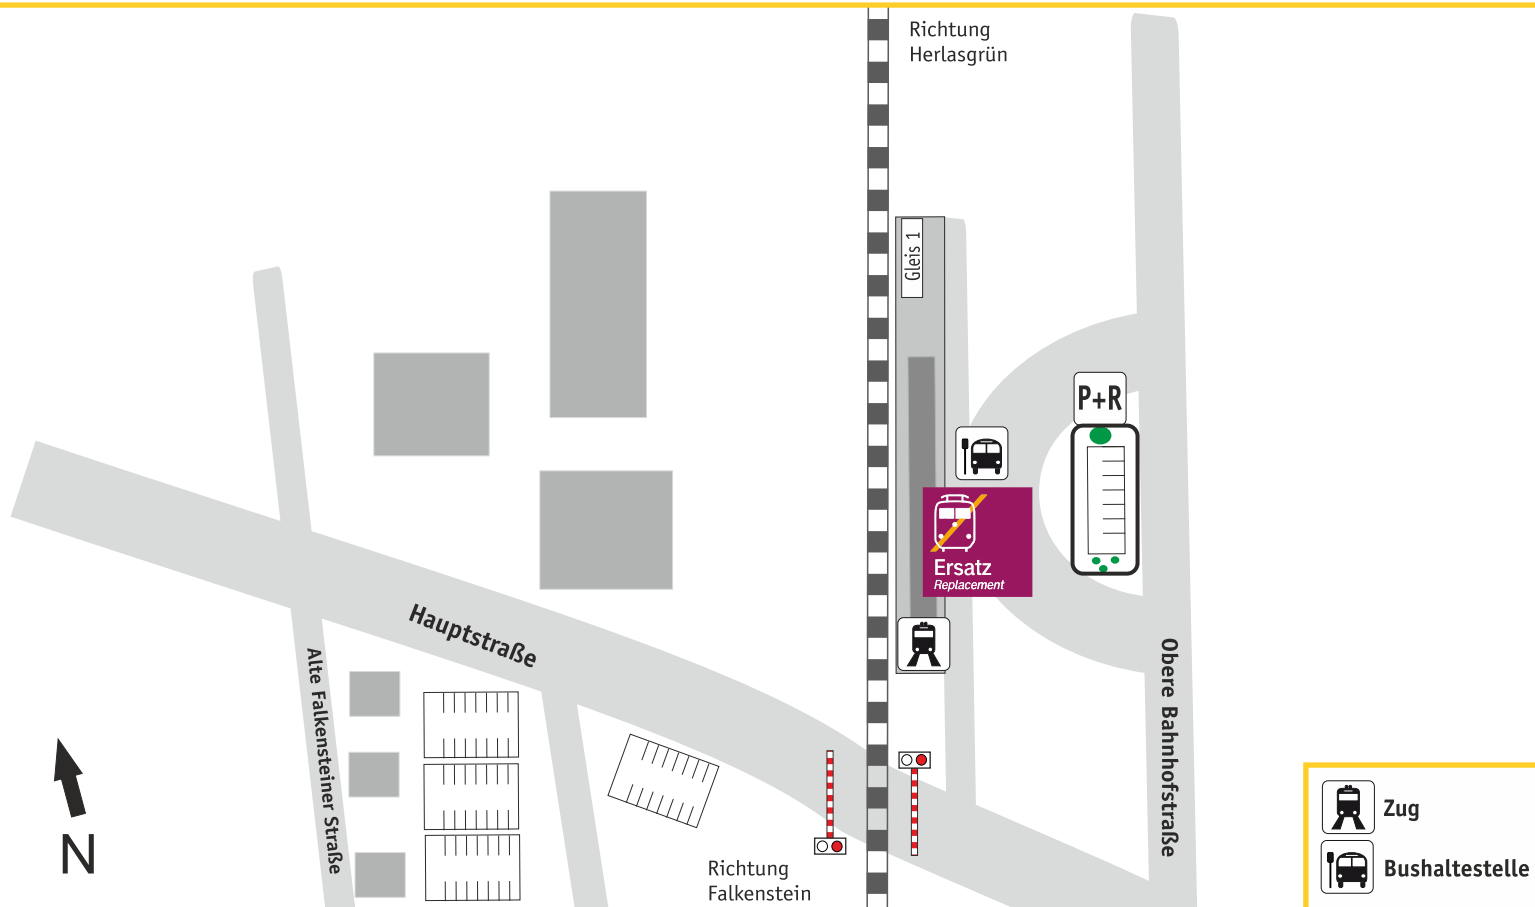 Richtung
Herlasgrün
Gleis 1
P+R
Ersatz
Replacement
Hauptstraße
Alte Falkensteiner Straße
Obere Bahnhofstraße
N
Richtung
Falkenstein
Zug
Bushaltestelle